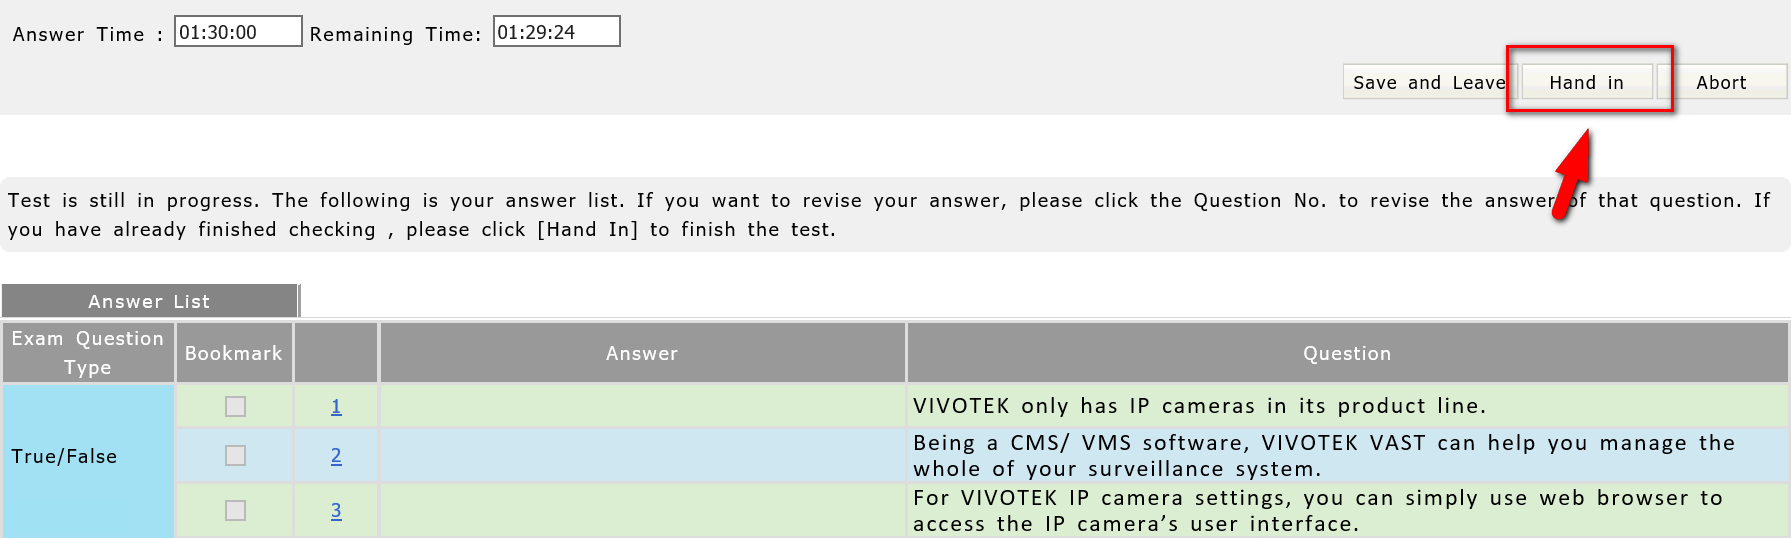 Answer Time : 01:30:00 Remaining Time: 01:29:24
Save and Leave Hand in Abort
Test is still in progress. The following is your answer list. If you want to revise your answer, please click the Question No. to revise the answer of that question. If
you have already finished checking , please click [Hand In] to finish the test.
Answer List
Exam Question
Type
Bookmark
Answer
Question
True/False
1
VIVOTEK only has IP cameras in its product line.
2
Being a CMS/ VMS software, VIVOTEK VAST can help you manage the
whole of your surveillance system.
3
For VIVOTEK IP camera settings, you can simply use web browser to
access the IP camera’s user interface.